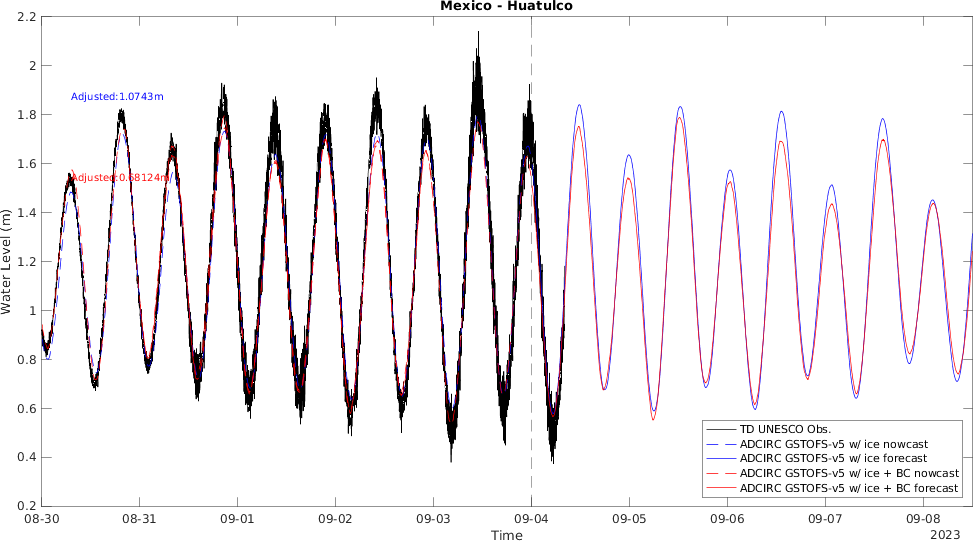 Mexico - Huatulco
2.2
2
1.8
1.6
1.4
1.2
1
0.8
0.6
0.4
0.2
Water Level (m)
Adjusted:1.0743m
Adjusted:0.68124m
TD UNESCO Obs.
ADCIRC GSTOFS-v5 w/ ice nowcast
ADCIRC GSTOFS-v5 w/ ice forecast
ADCIRC GSTOFS-v5 w/ ice + BC nowcast
ADCIRC GSTOFS-v5 w/ ice + BC forecast
08-30 08-31 09-01 09-02 09-03 09-04 09-05 09-06 09-07 09-08
Time
2023